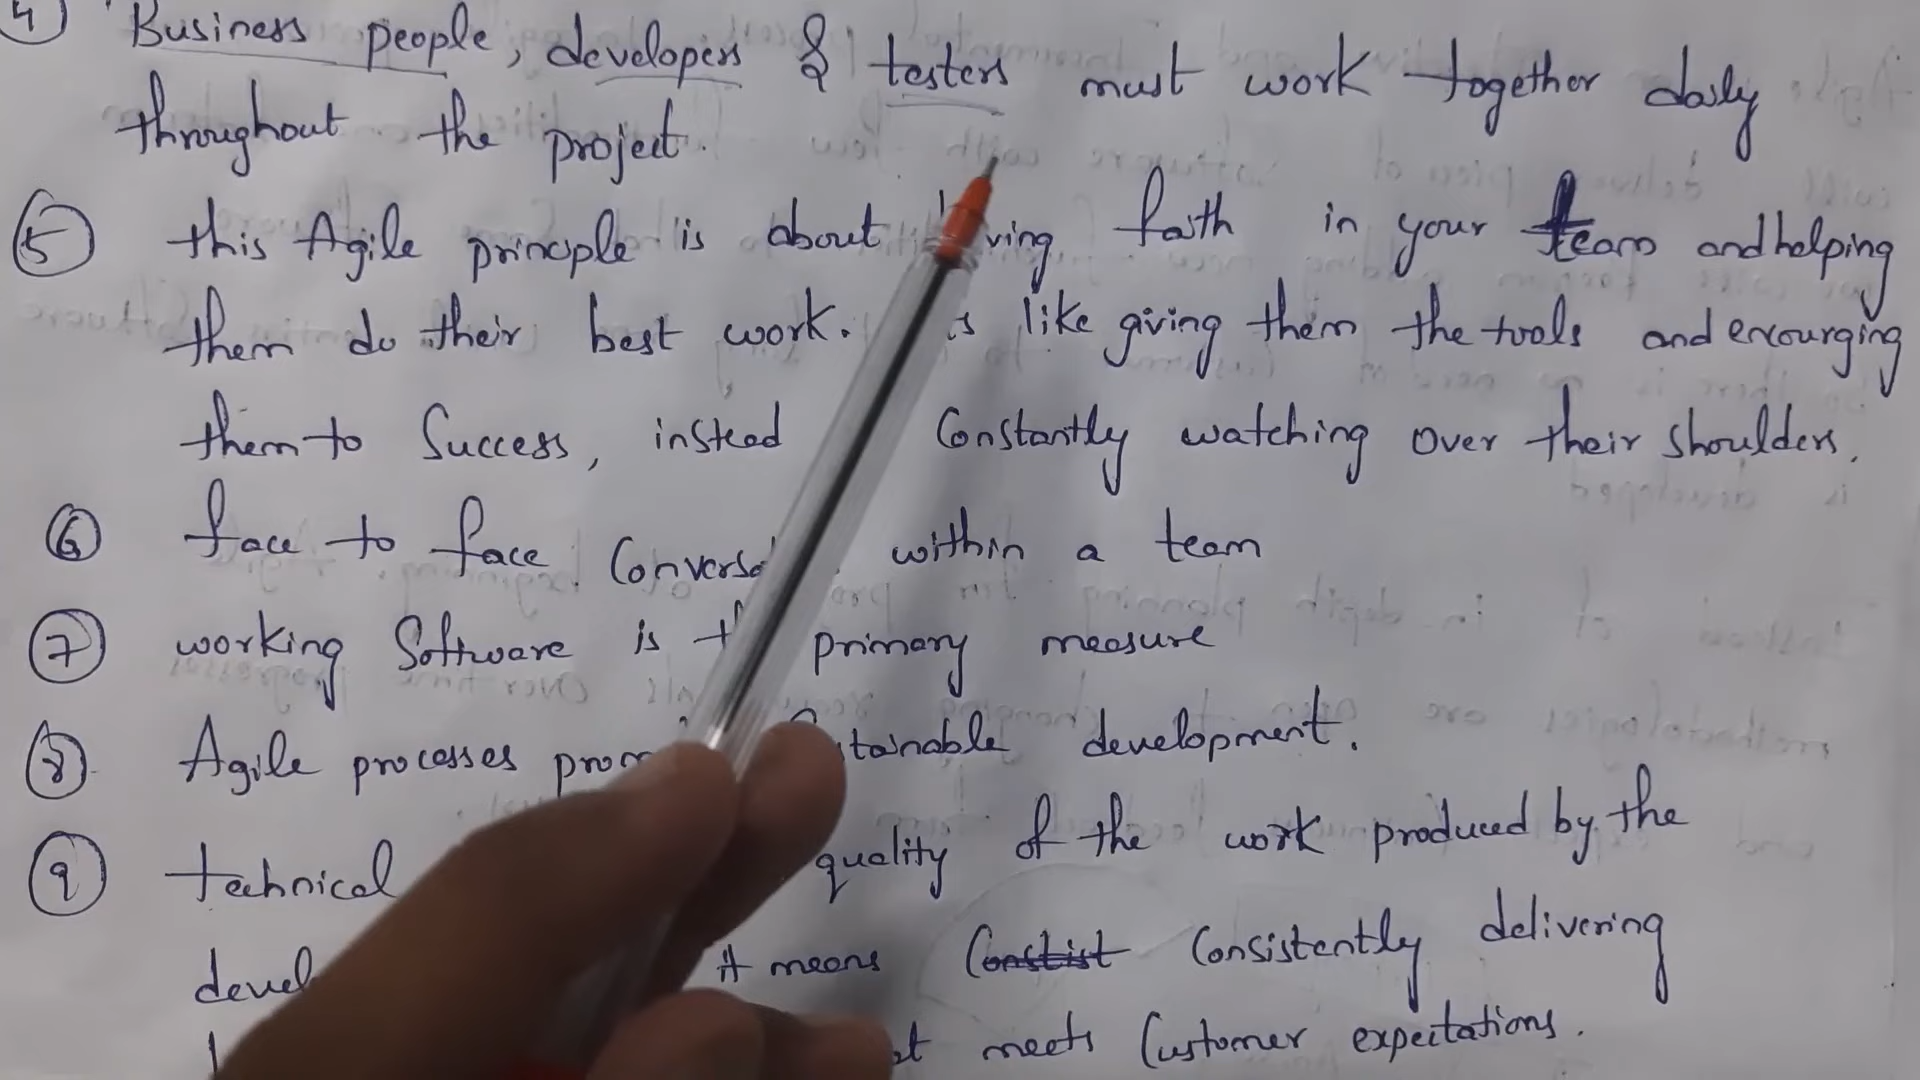 4 Business people, developers & testers must work together daily
throughout the project.
5 this Agile principle is about faith in your team and helping
them do their best work. like giving them the tools and encourging
them to Success, instead Constantly watching over their shoulders.
6 face to face within a team
7 working Software is primary measure
8 Agile processes development.
9 technical quality of the work produced by the
it means Constist Consistently delivering
meets Customer expectations.